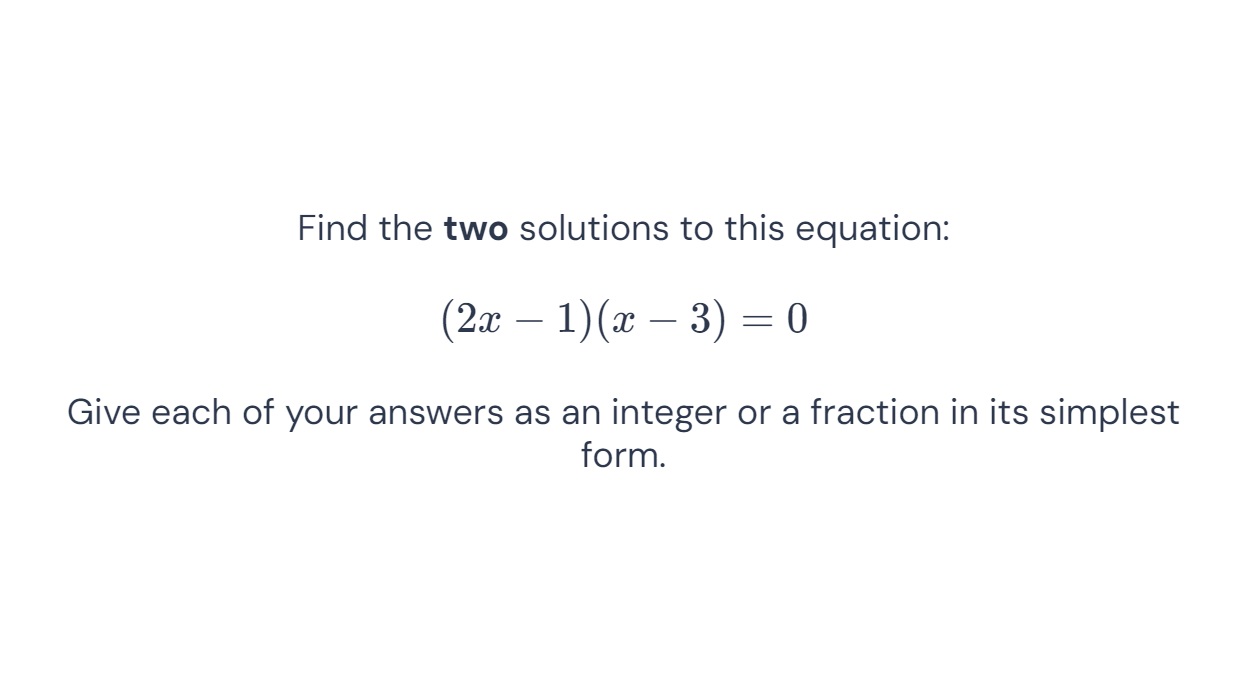 Find the two solutions to this equation:
(2x − 1)(x − 3) = 0
Give each of your answers as an integer or a fraction in its simplest
form.